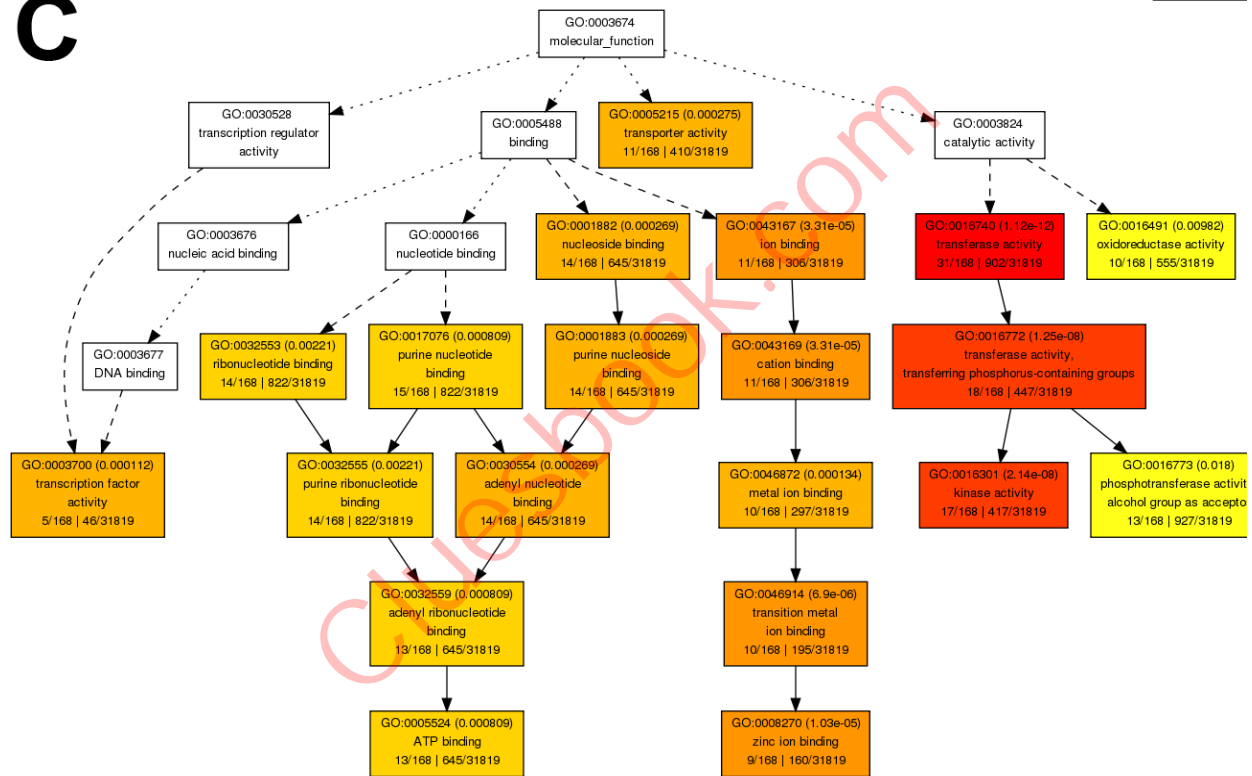 C
GO:0003674
molecular_function
GO:0030528
transcription regulator
activity
GO:0005488
binding
GO:0005215 (0.000275)
transporter activity
11/168 | 410/31819
GO:0003824
catalytic activity
GO:0003676
nucleic acid binding
GO:0000166
nucleotide binding
GO:0001882 (0.000269)
nucleoside binding
14/168 | 645/31819
GO:0043167 (3.31e-05)
ion binding
11/168 | 306/31819
GO:0016740 (1.12e-12)
transferase activity
31/168 | 902/31819
GO:0016491 (0.00982)
oxidoreductase activity
10/168 | 555/31819
GO:0003677
DNA binding
GO:0032553 (0.00221)
ribonucleotide binding
14/168 | 822/31819
GO:0017076 (0.000809)
purine nucleotide
binding
15/168 | 822/31819
GO:0001883 (0.000269)
purine nucleoside
binding
14/168 | 645/31819
GO:0043169 (3.31e-05)
cation binding
11/168 | 306/31819
GO:0016772 (1.25e-08)
transferase activity,
transferring phosphorus-containing groups
18/168 | 447/31819
GO:0003700 (0.000112)
transcription factor
activity
5/168 | 46/31819
GO:0032555 (0.00221)
purine ribonucleotide
binding
14/168 | 822/31819
GO:0030554 (0.000269)
adenyl nucleotide
binding
14/168 | 645/31819
GO:0046872 (0.000134)
metal ion binding
10/168 | 297/31819
GO:0016301 (2.14e-08)
kinase activity
17/168 | 417/31819
GO:0016773 (0.018)
phosphotransferase activit
alcohol group as accepto
13/168 | 927/31819
GO:0032559 (0.000809)
adenyl ribonucleotide
binding
13/168 | 645/31819
GO:0046914 (6.9e-06)
transition metal
ion binding
10/168 | 195/31819
GO:0005524 (0.000809)
ATP binding
13/168 | 645/31819
GO:0008270 (1.03e-05)
zinc ion binding
9/168 | 160/31819
Cluesbook.com